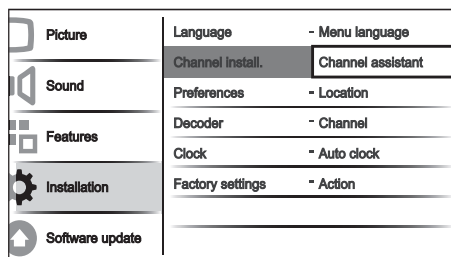 Picture
Sound
Features
Installation
Software update
Language - Menu language
Channel install. Channel assistant
Preferences - Location
Decoder - Channel
Clock - Auto clock
Factory settings - Action